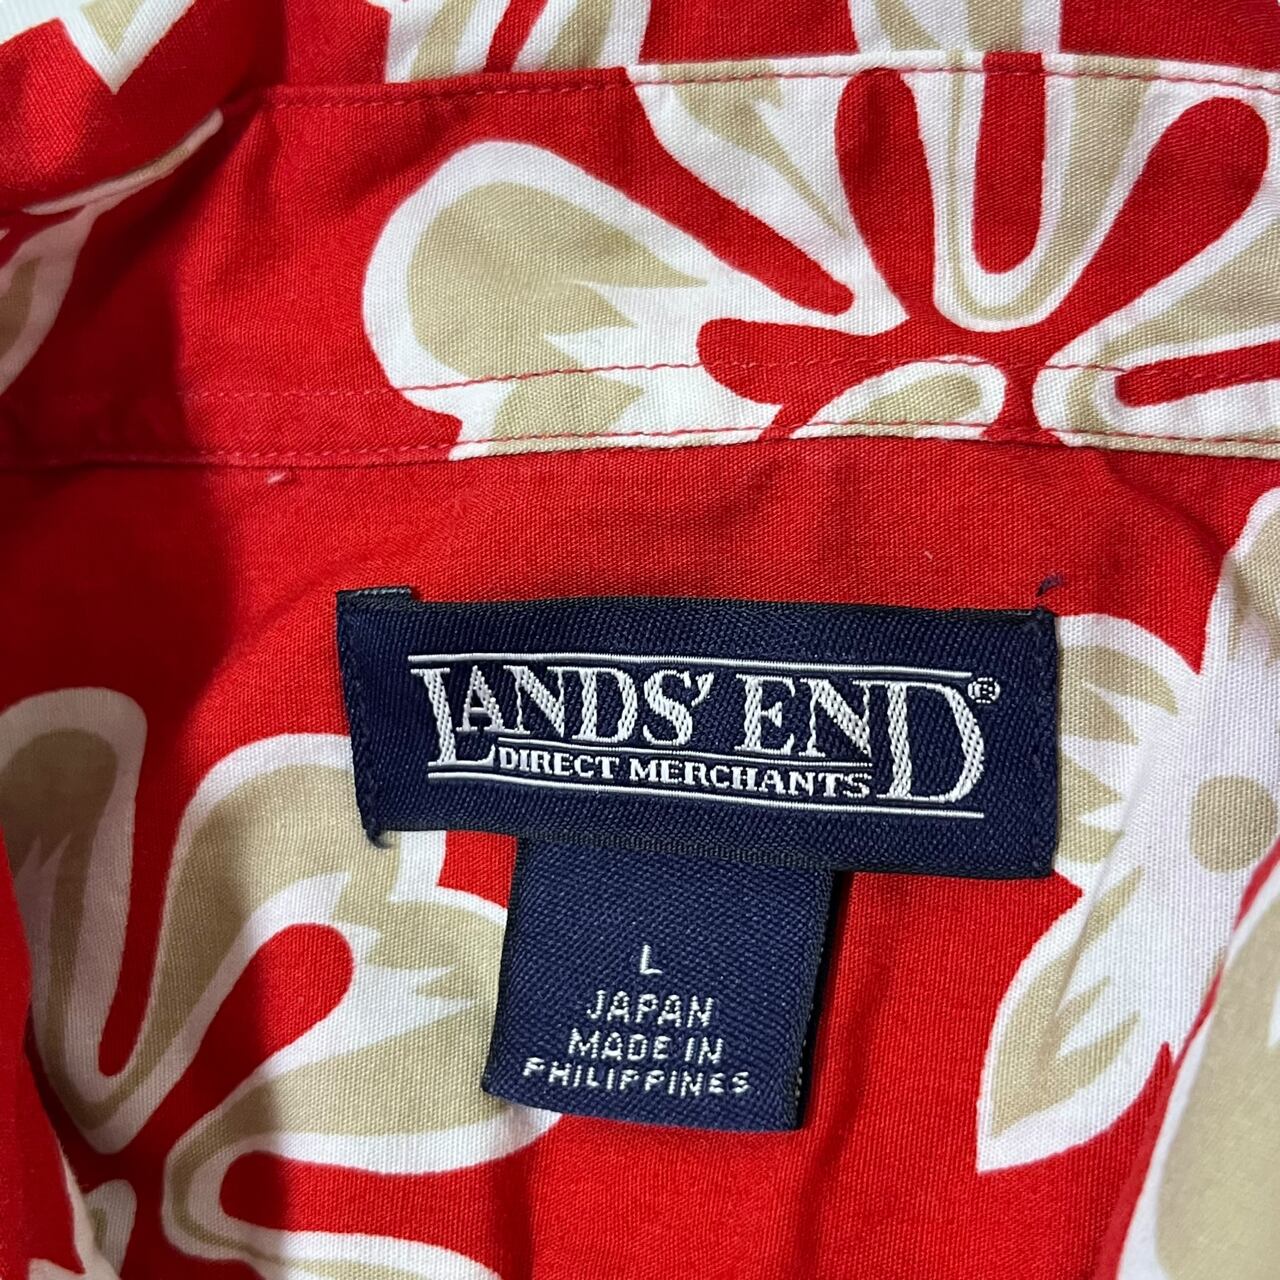 LANDS' END®
DIRECT MERCHANTS
L
JAPAN
MADE IN
PHILIPPINES